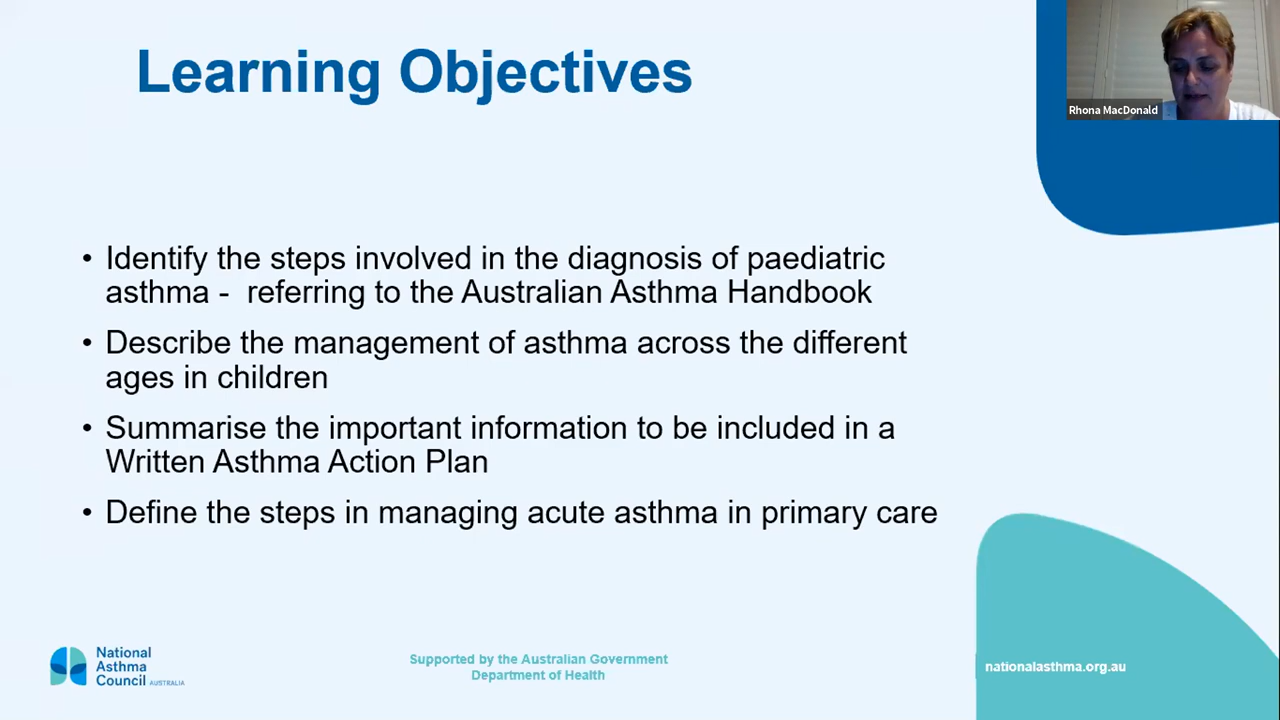 Learning Objectives
Rhona MacDonald
• Identify the steps involved in the diagnosis of paediatric
asthma -  referring to the Australian Asthma Handbook
• Describe the management of asthma across the different
ages in children
• Summarise the important information to be included in a
Written Asthma Action Plan
• Define the steps in managing acute asthma in primary care
National
Asthma
Council AUSTRALIA
Supported by the Australian Government
Department of Health
nationalasthma.org.au